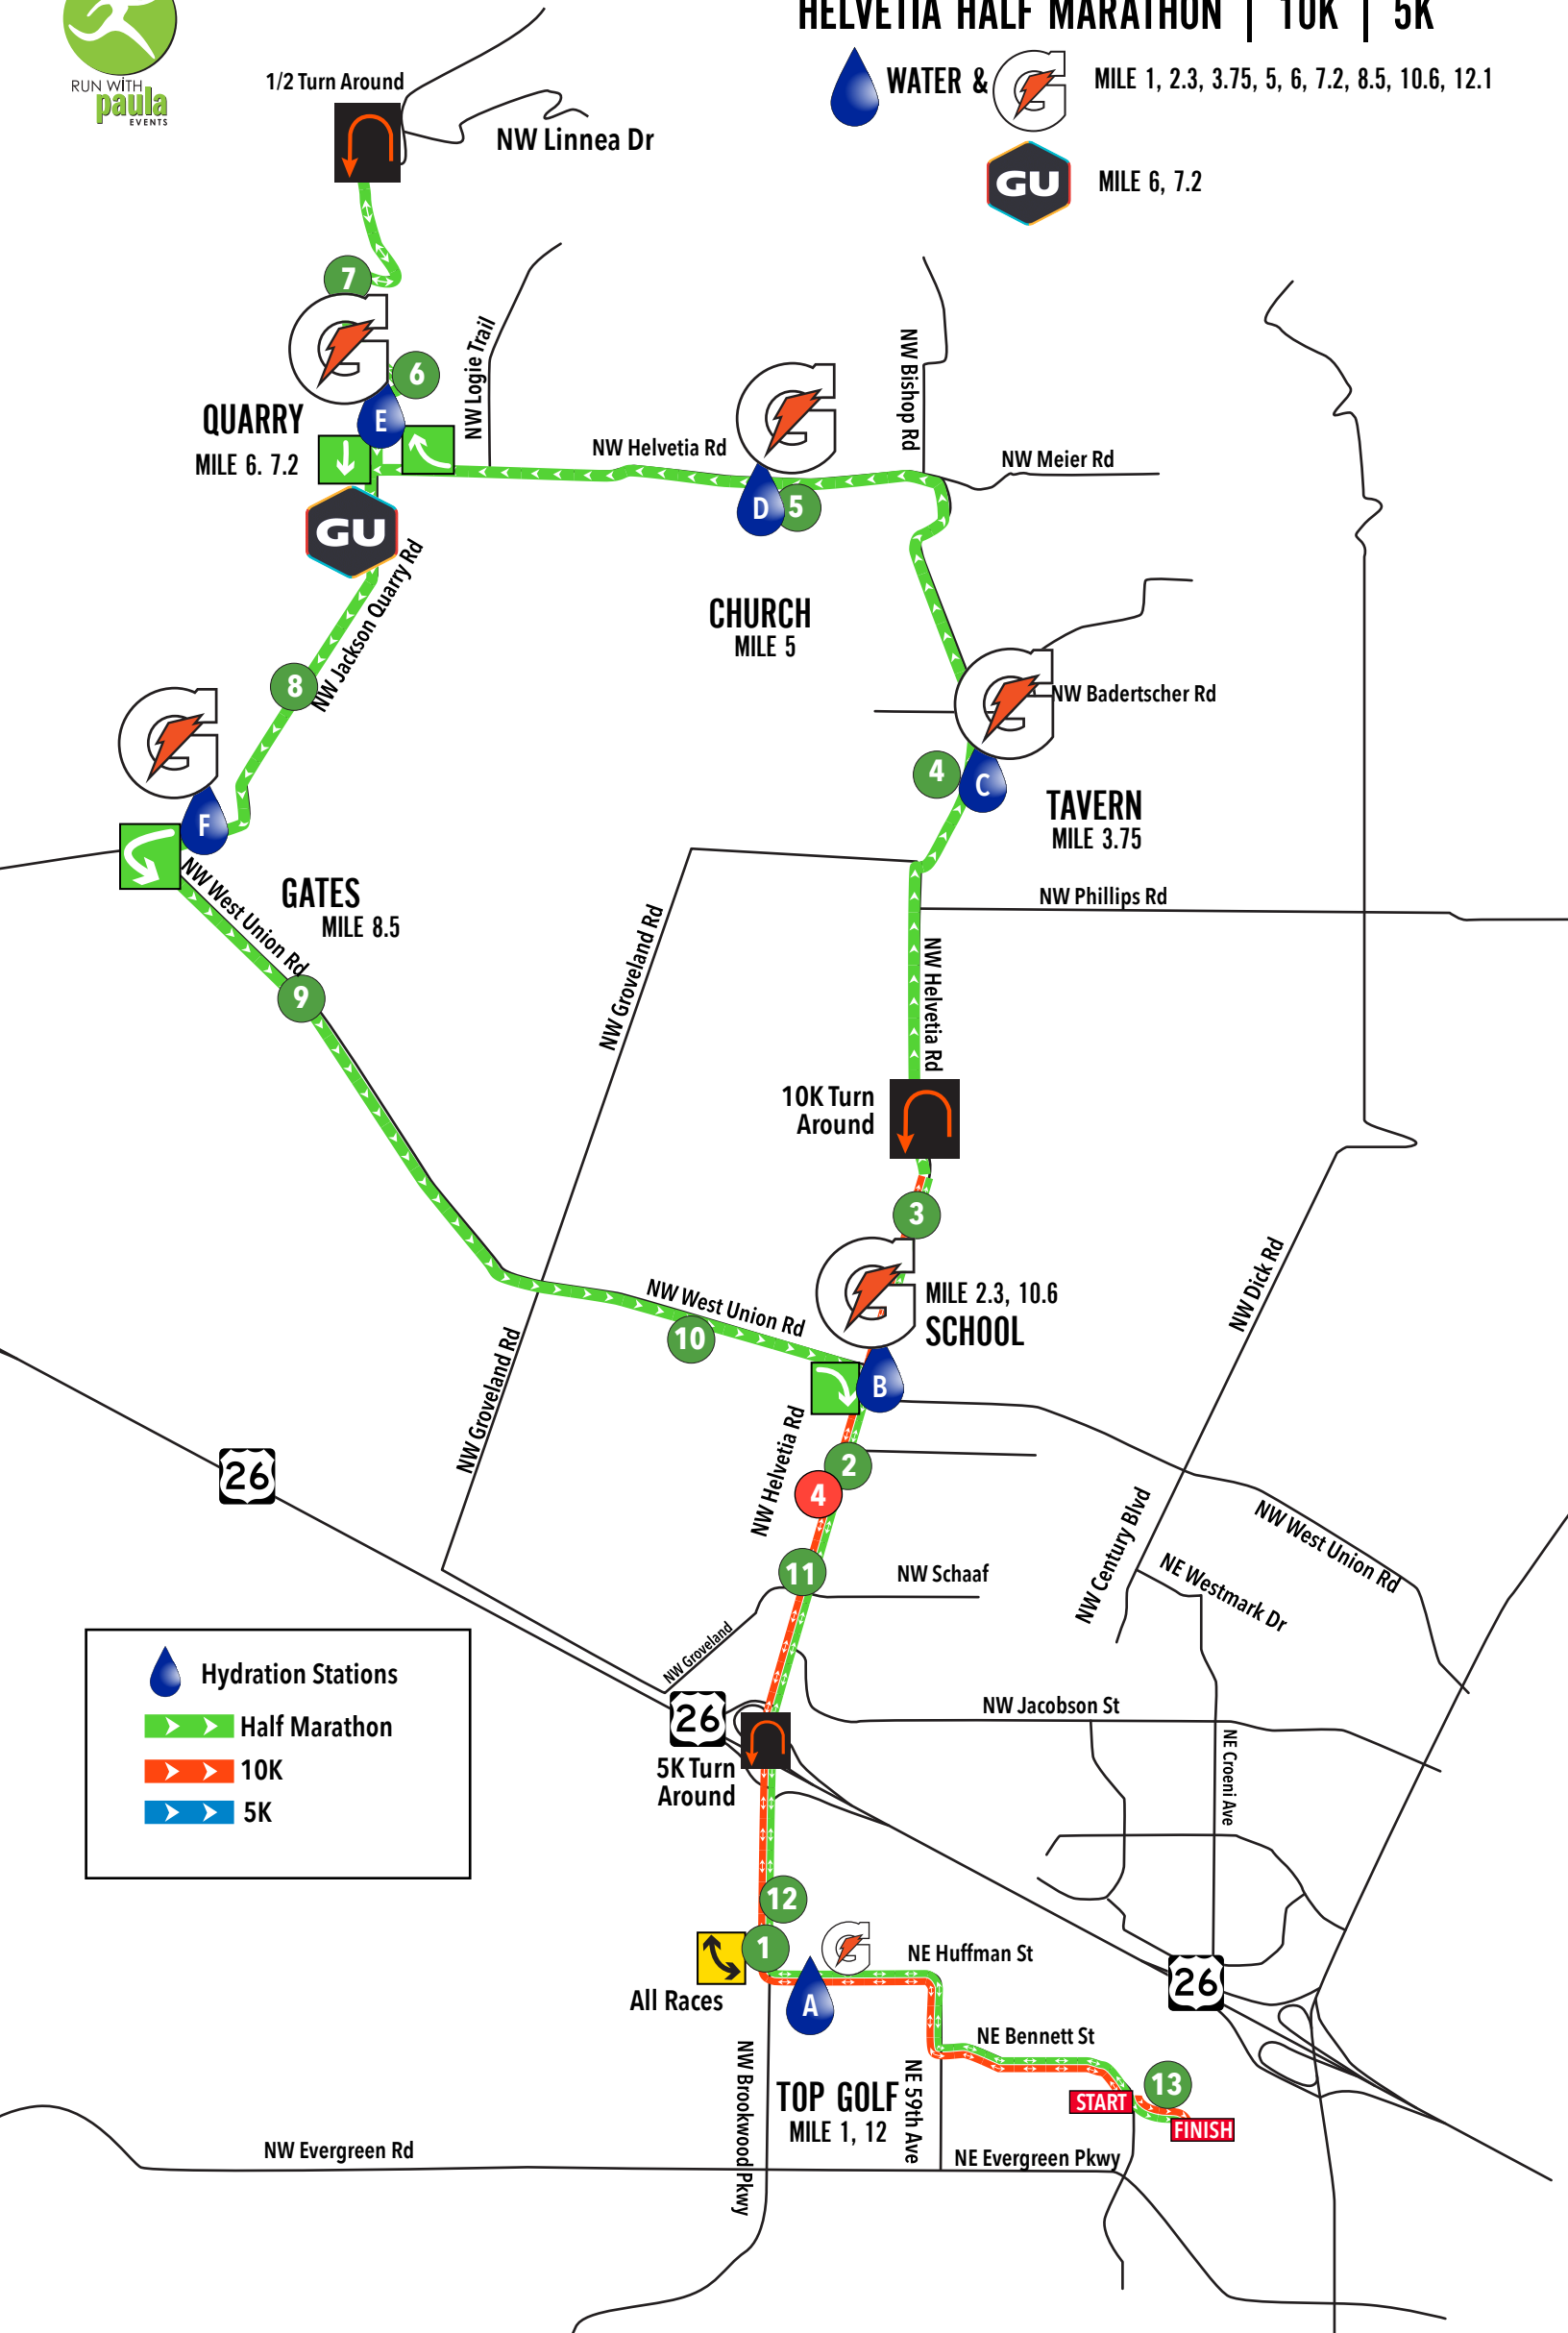 HELVETIA HALF MARATHON | 10K | 5K
RUN WITH
paula
EVENTS
WATER & G
MILE 1, 2.3, 3.75, 5, 6, 7.2, 8.5, 10.6, 12.1
GU
MILE 6, 7.2
1/2 Turn Around
NW Linnea Dr
7
G
6
E
QUARRY
MILE 6. 7.2
GU
NW Logie Trail
NW Helvetia Rd
G
D
5
NW Bishop Rd
NW Meier Rd
CHURCH
MILE 5
NW Jackson Quarry Rd
8
G
NW Badertscher Rd
4
C
TAVERN
MILE 3.75
G
F
GATES
MILE 8.5
NW West Union Rd
9
NW Phillips Rd
NW Groveland Rd
NW Helvetia Rd
10K Turn
Around
3
G
MILE 2.3, 10.6
SCHOOL
B
NW West Union Rd
10
NW Dick Rd
NW Groveland Rd
NW Helvetia Rd
2
4
26
11
NW Schaaf
NW Century Blvd
NW West Union Rd
NE Westmark Dr
NW Groveland
26
5K Turn
Around
NW Jacobson St
NE Croeni Ave
Hydration Stations
Half Marathon
10K
5K
12
1
All Races
G
A
NE Huffman St
26
NE Bennett St
13
START
FINISH
TOP GOLF
MILE 1, 12
NE 59th Ave
NW Brookwood Pkwy
NW Evergreen Rd
NE Evergreen Pkwy